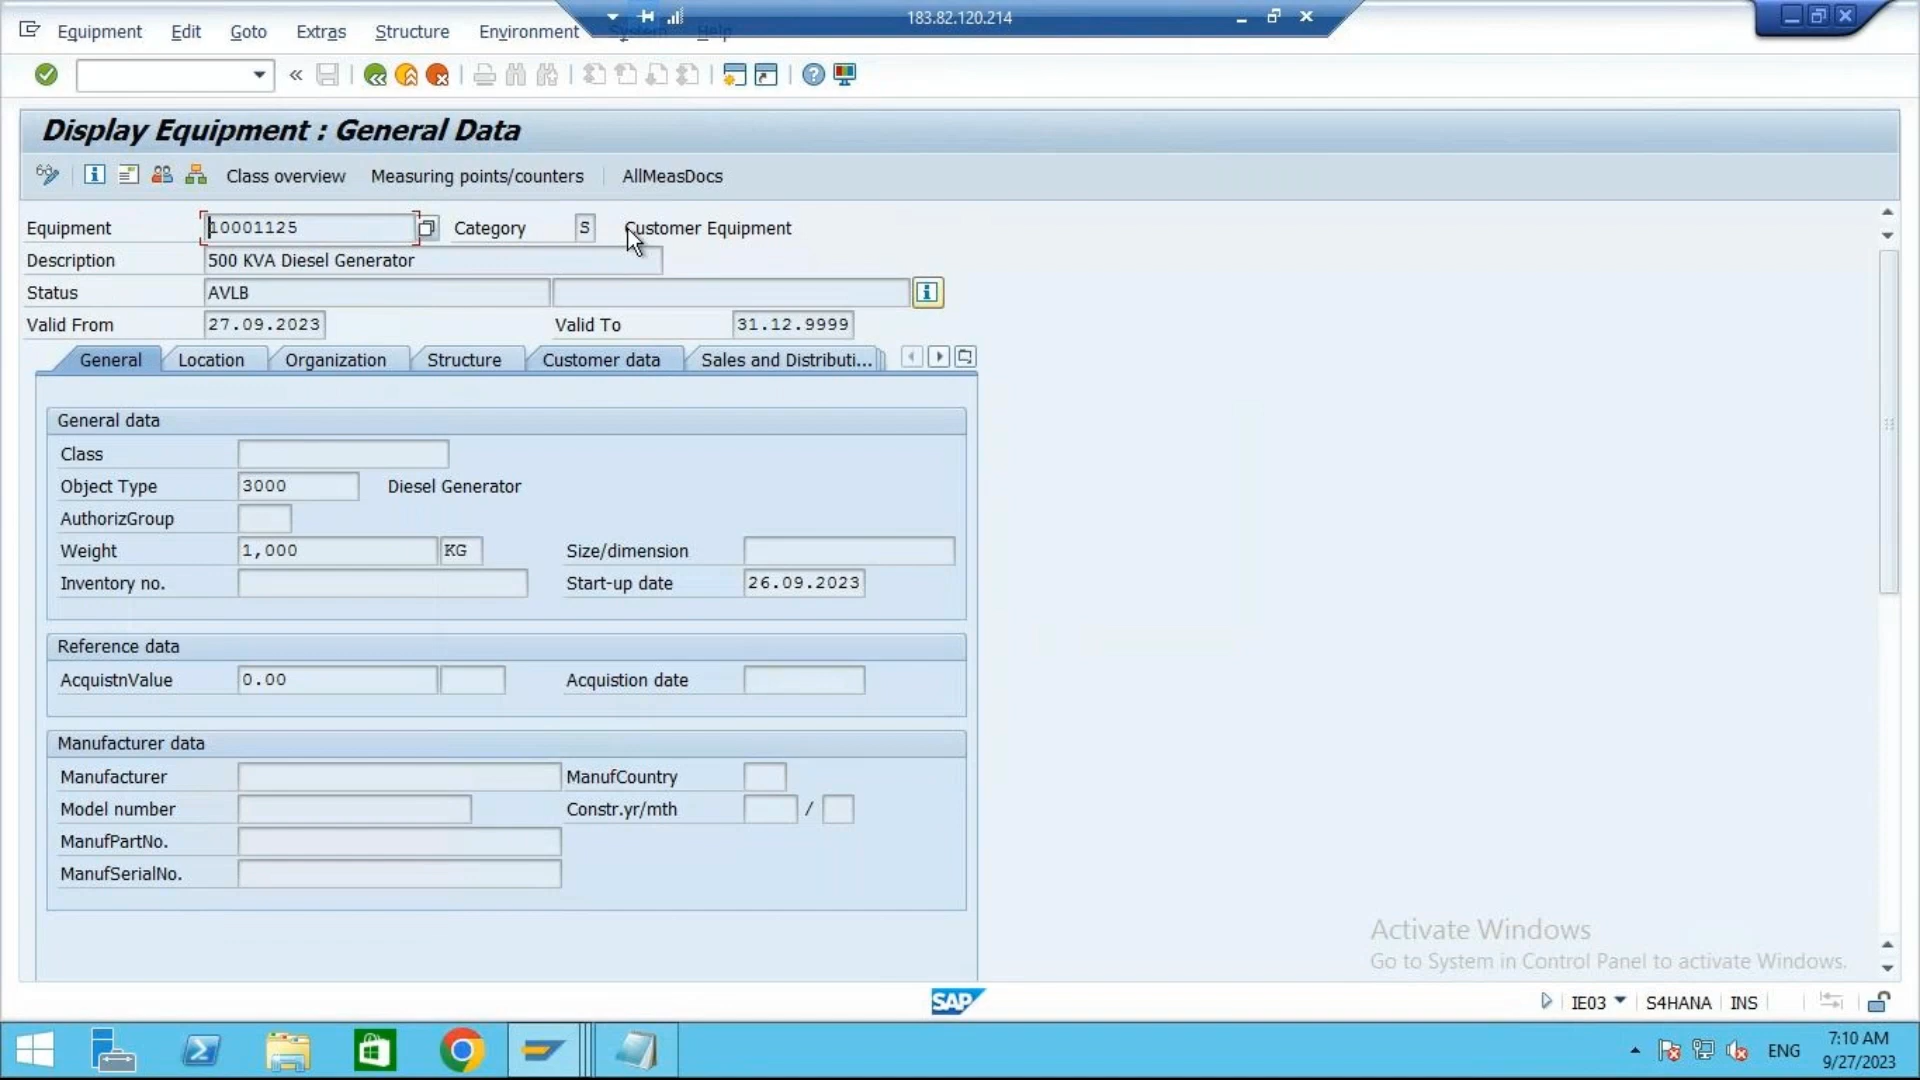 183.82.120.214
Equipment Edit Goto Extras Structure Environment System Help
Display Equipment : General Data
Class overview Measuring points/counters AllMeasDocs
Equipment 10001125 Category S Customer Equipment
Description 500 KVA Diesel Generator
Status AVLB
Valid From 27.09.2023 Valid To 31.12.9999
General Location Organization Structure Customer data Sales and Distributi...
General data
Class
Object Type 3000 Diesel Generator
AuthorizGroup
Weight 1,000 KG Size/dimension
Inventory no. Start-up date 26.09.2023
Reference data
AcquistnValue 0.00 Acquistion date
Manufacturer data
Manufacturer ManufCountry
Model number Constr.yr/mth /
ManufPartNo.
ManufSerialNo.
Activate Windows
Go to System in Control Panel to activate Windows.
SAP IE03 S4HANA INS
ENG 7:10 AM
9/27/2023